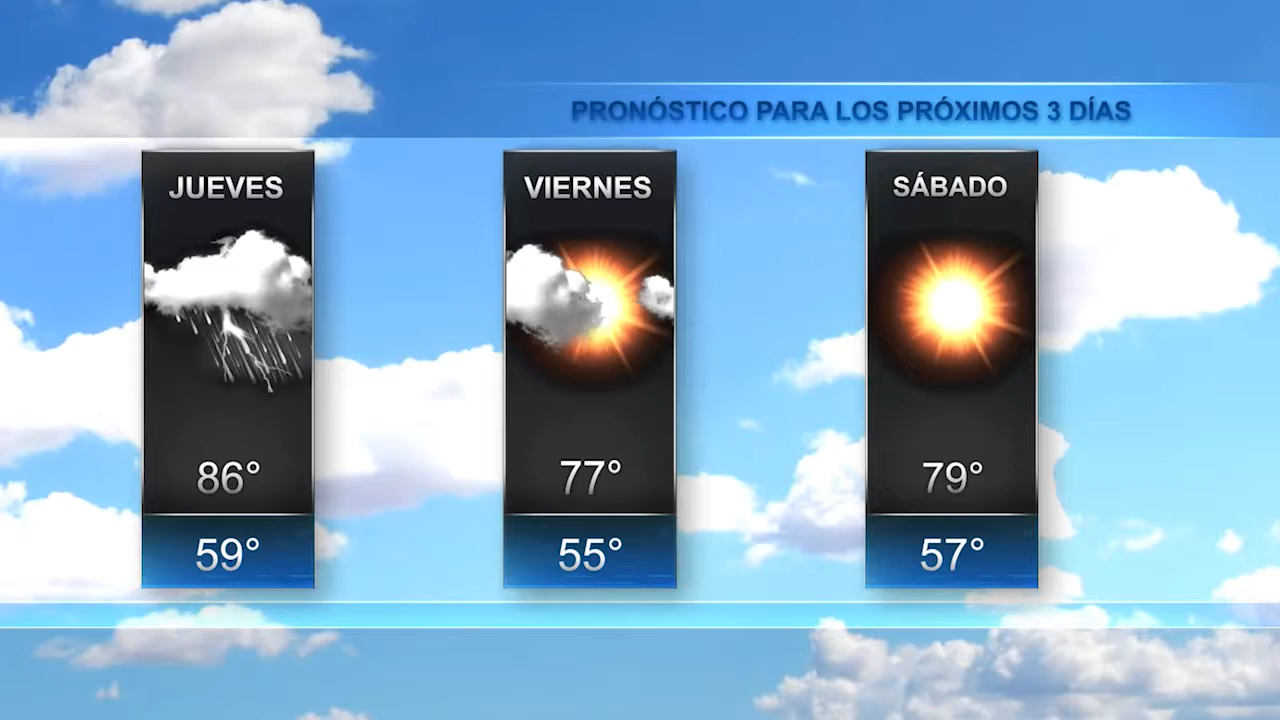 PRONÓSTICO PARA LOS PRÓXIMOS 3 DÍAS
JUEVES
86°
59°
VIERNES
77°
55°
SÁBADO
79°
57°